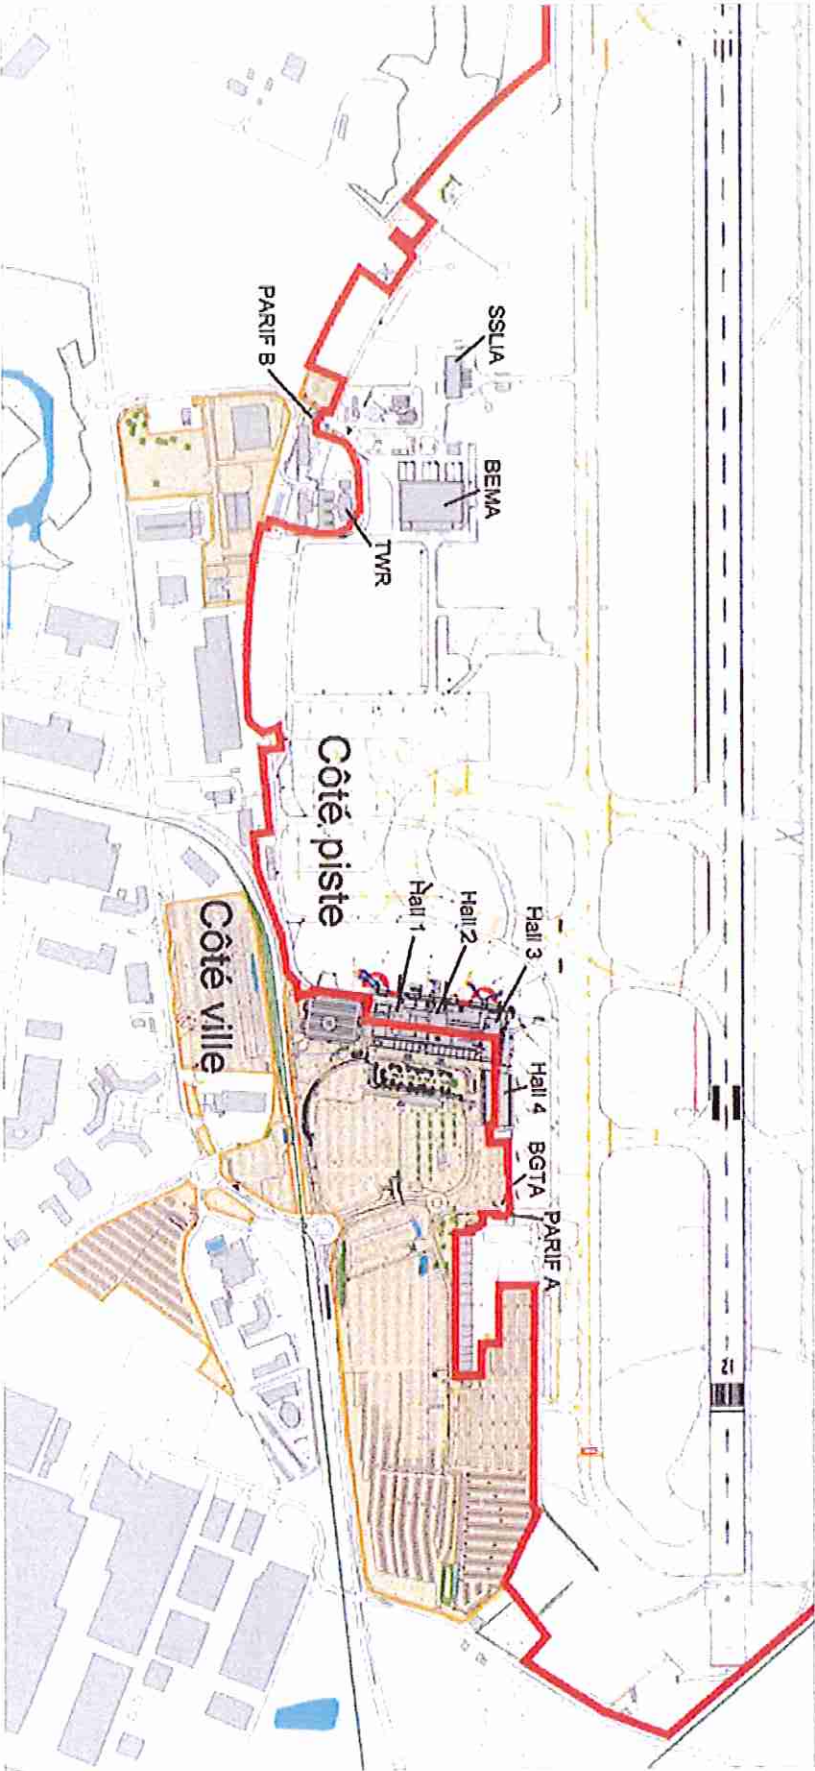 SSLIA
PARIF B
BEMA
TWR
Côté piste
Hall 1
Hall 2
Hall 3
Côté ville
Hall 4
BGTA
PARIF A
12